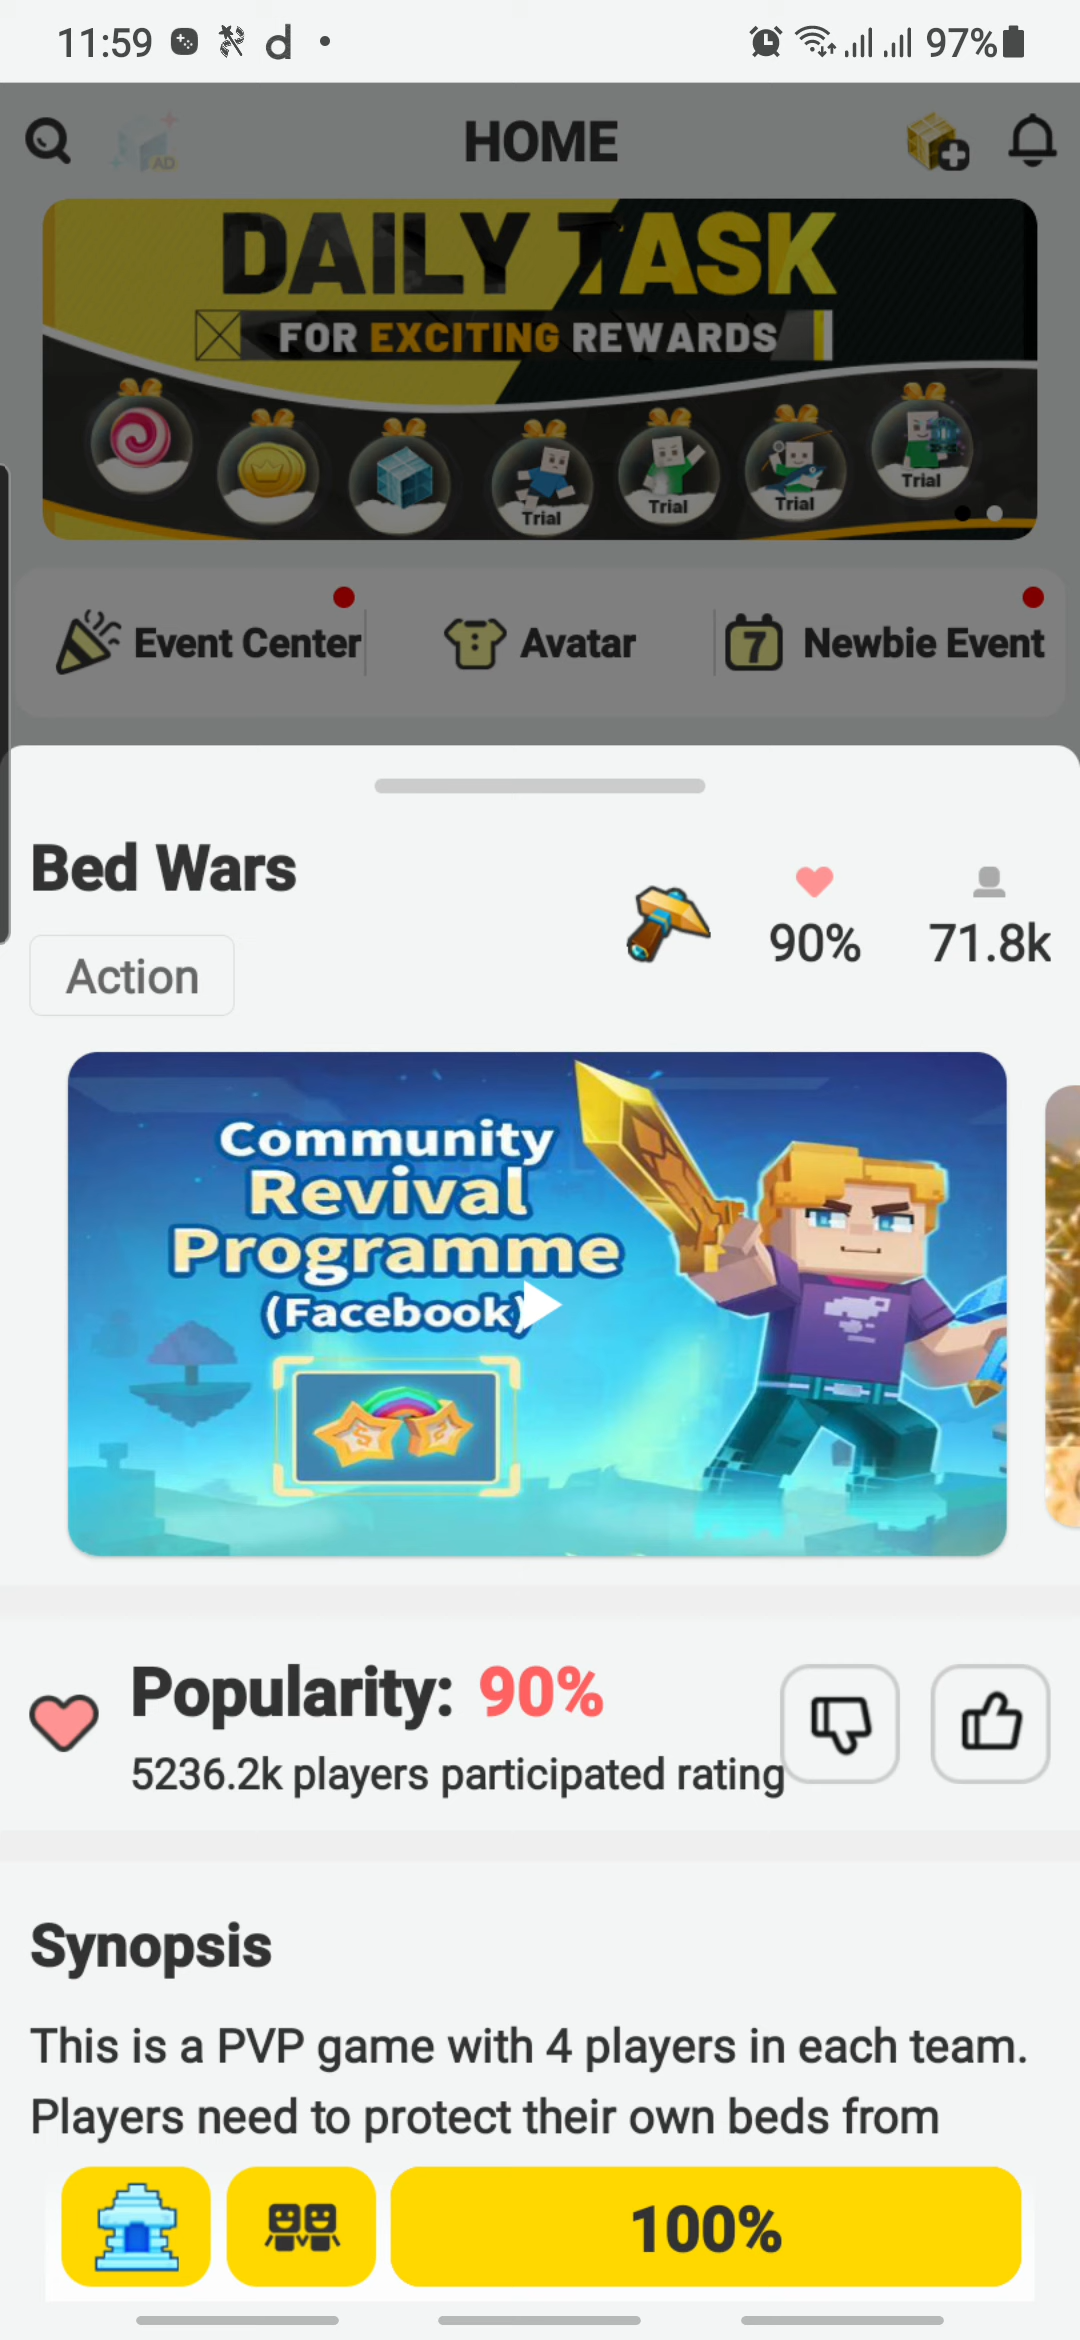 11:59
97%
AD
HOME
DAILY TASK
FOR EXCITING REWARDS
Trial
Trial
Trial
Trial
Event Center
Avatar
7
Newbie Event
Bed Wars
90%
71.8k
Action
Community
Revival
Programme
(Facebook)
Popularity: 90%
5236.2k players participated rating
Synopsis
This is a PVP game with 4 players in each team.
Players need to protect their own beds from
100%